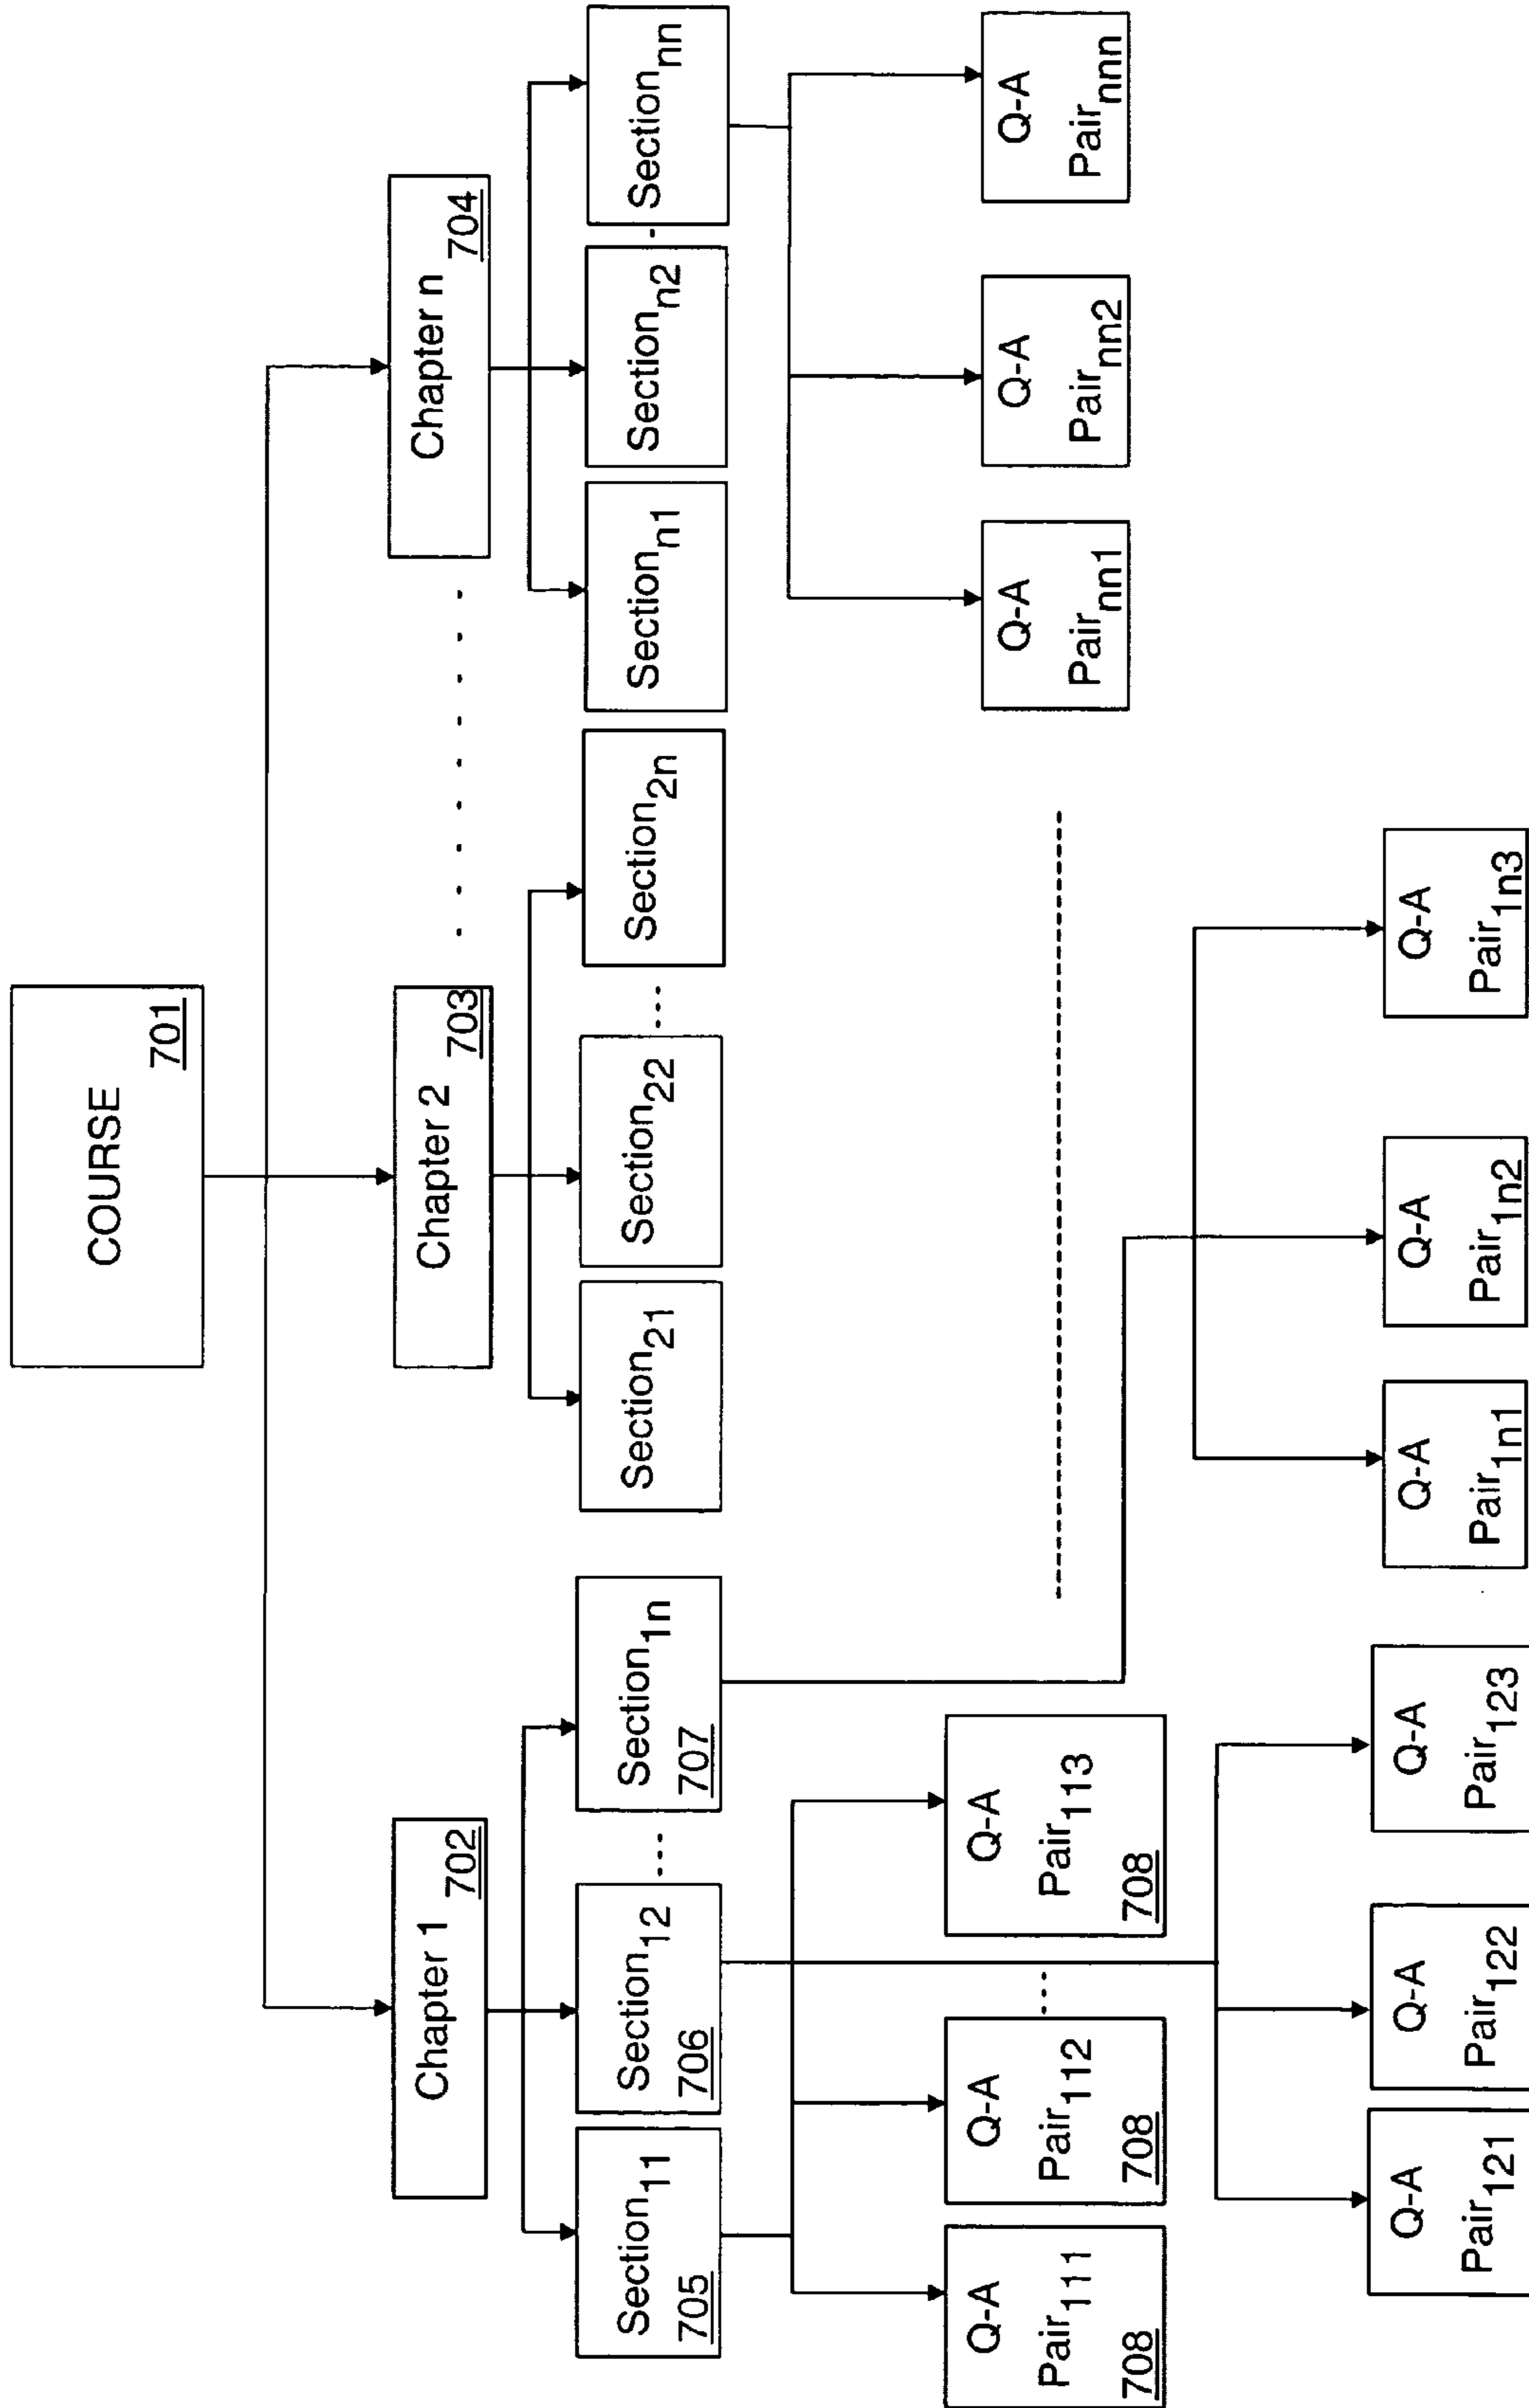 COURSE
701
Chapter 1
702
Chapter 2
703
. . . . . . . . .
Chapter n
704
Section11
705
Section12
706
...
Section1n
707
Section21
Section22
...
Section2n
Sectionn1
Sectionn2
Sectionnn
Q-A
Pair111
708
Q-A
Pair112
708
...
Q-A
Pair113
708
Q-A
Pairnn1
Q-A
Pairnn2
Q-A
Pairnnn
Q-A
Pair121
Q-A
Pair122
Q-A
Pair123
Q-A
Pair1n1
Q-A
Pair1n2
Q-A
Pair1n3